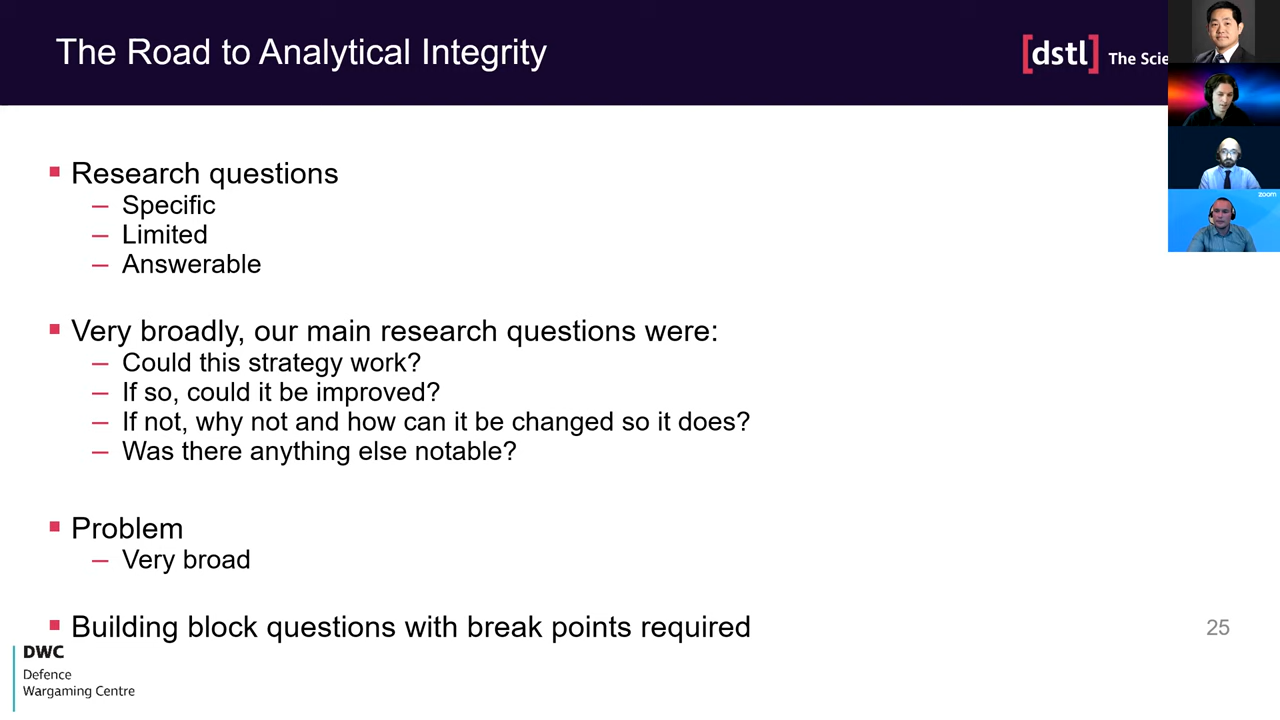 The Road to Analytical Integrity
[dstl] The Scie
zoom
Research questions
– Specific
– Limited
– Answerable
Very broadly, our main research questions were:
– Could this strategy work?
– If so, could it be improved?
– If not, why not and how can it be changed so it does?
– Was there anything else notable?
Problem
– Very broad
Building block questions with break points required
25
DWC
Defence
Wargaming Centre